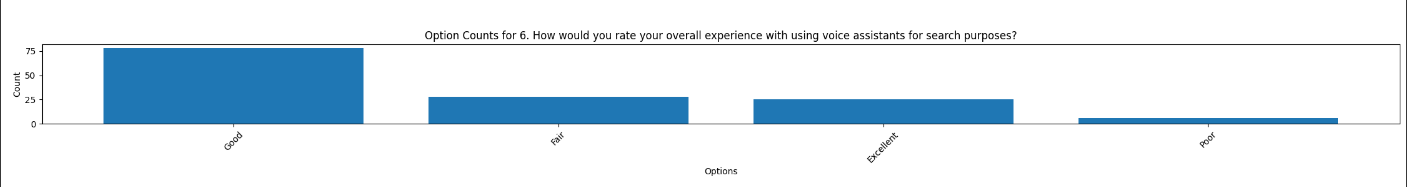 Option Counts for 6. How would you rate your overall experience with using voice assistants for search purposes?
75
50
25
0
Count
Good
Fair
Excellent
Poor
Options